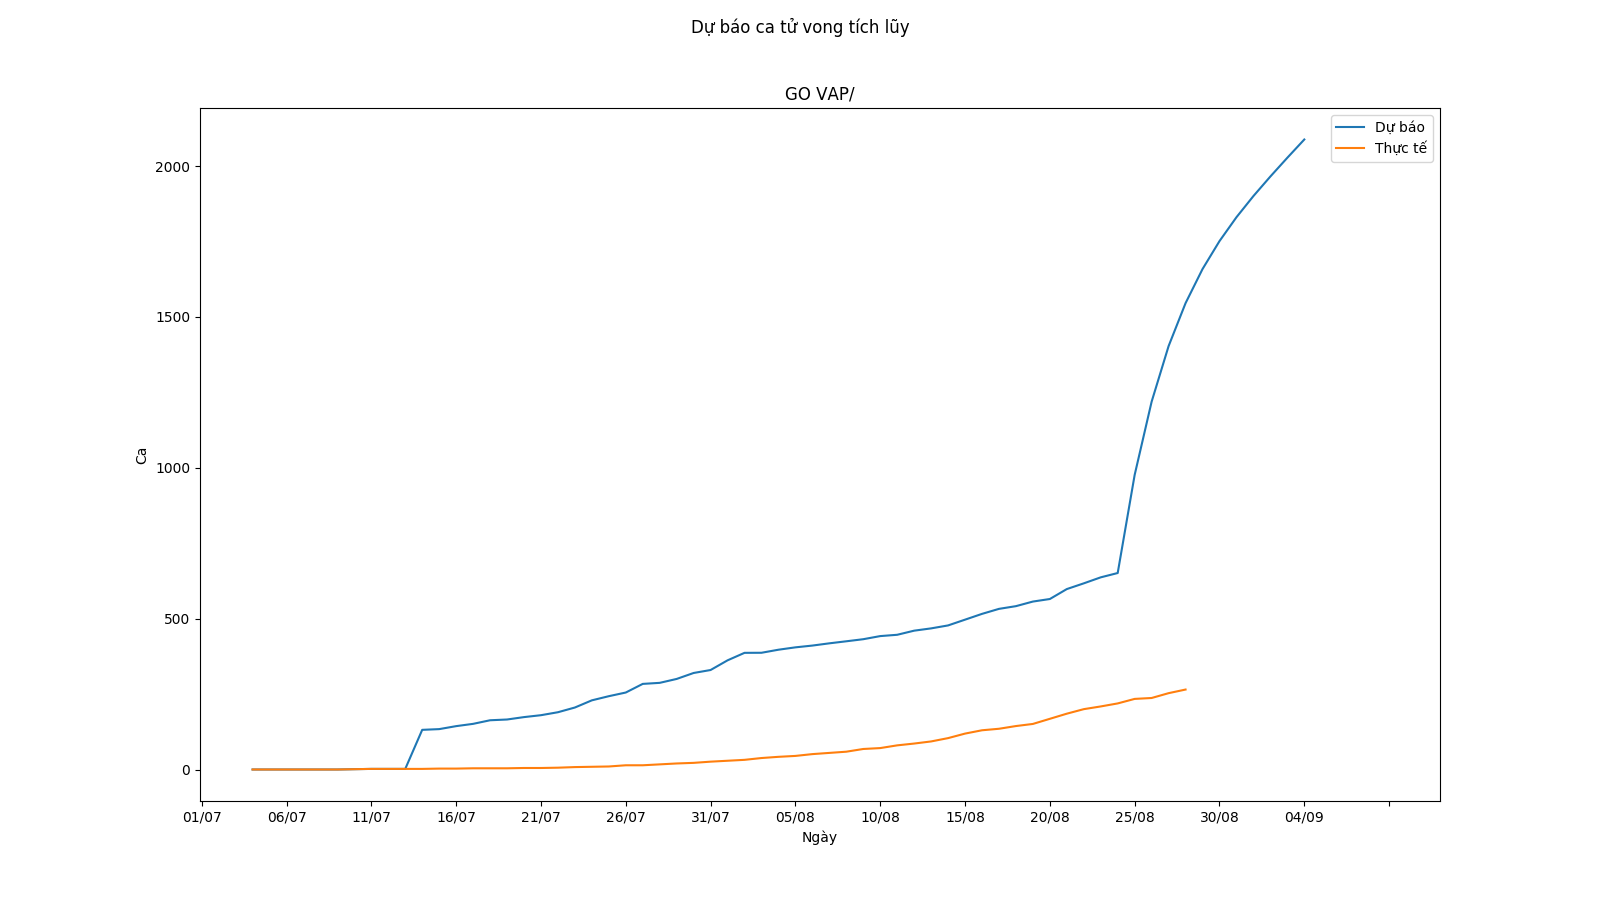 Dự báo ca tử vong tích lũy
GO VAP/
Dự báo
Thực tế
2000
1500
1000
500
0
Ca
01/07 06/07 11/07 16/07 21/07 26/07 31/07 05/08 10/08 15/08 20/08 25/08 30/08 04/09
Ngày